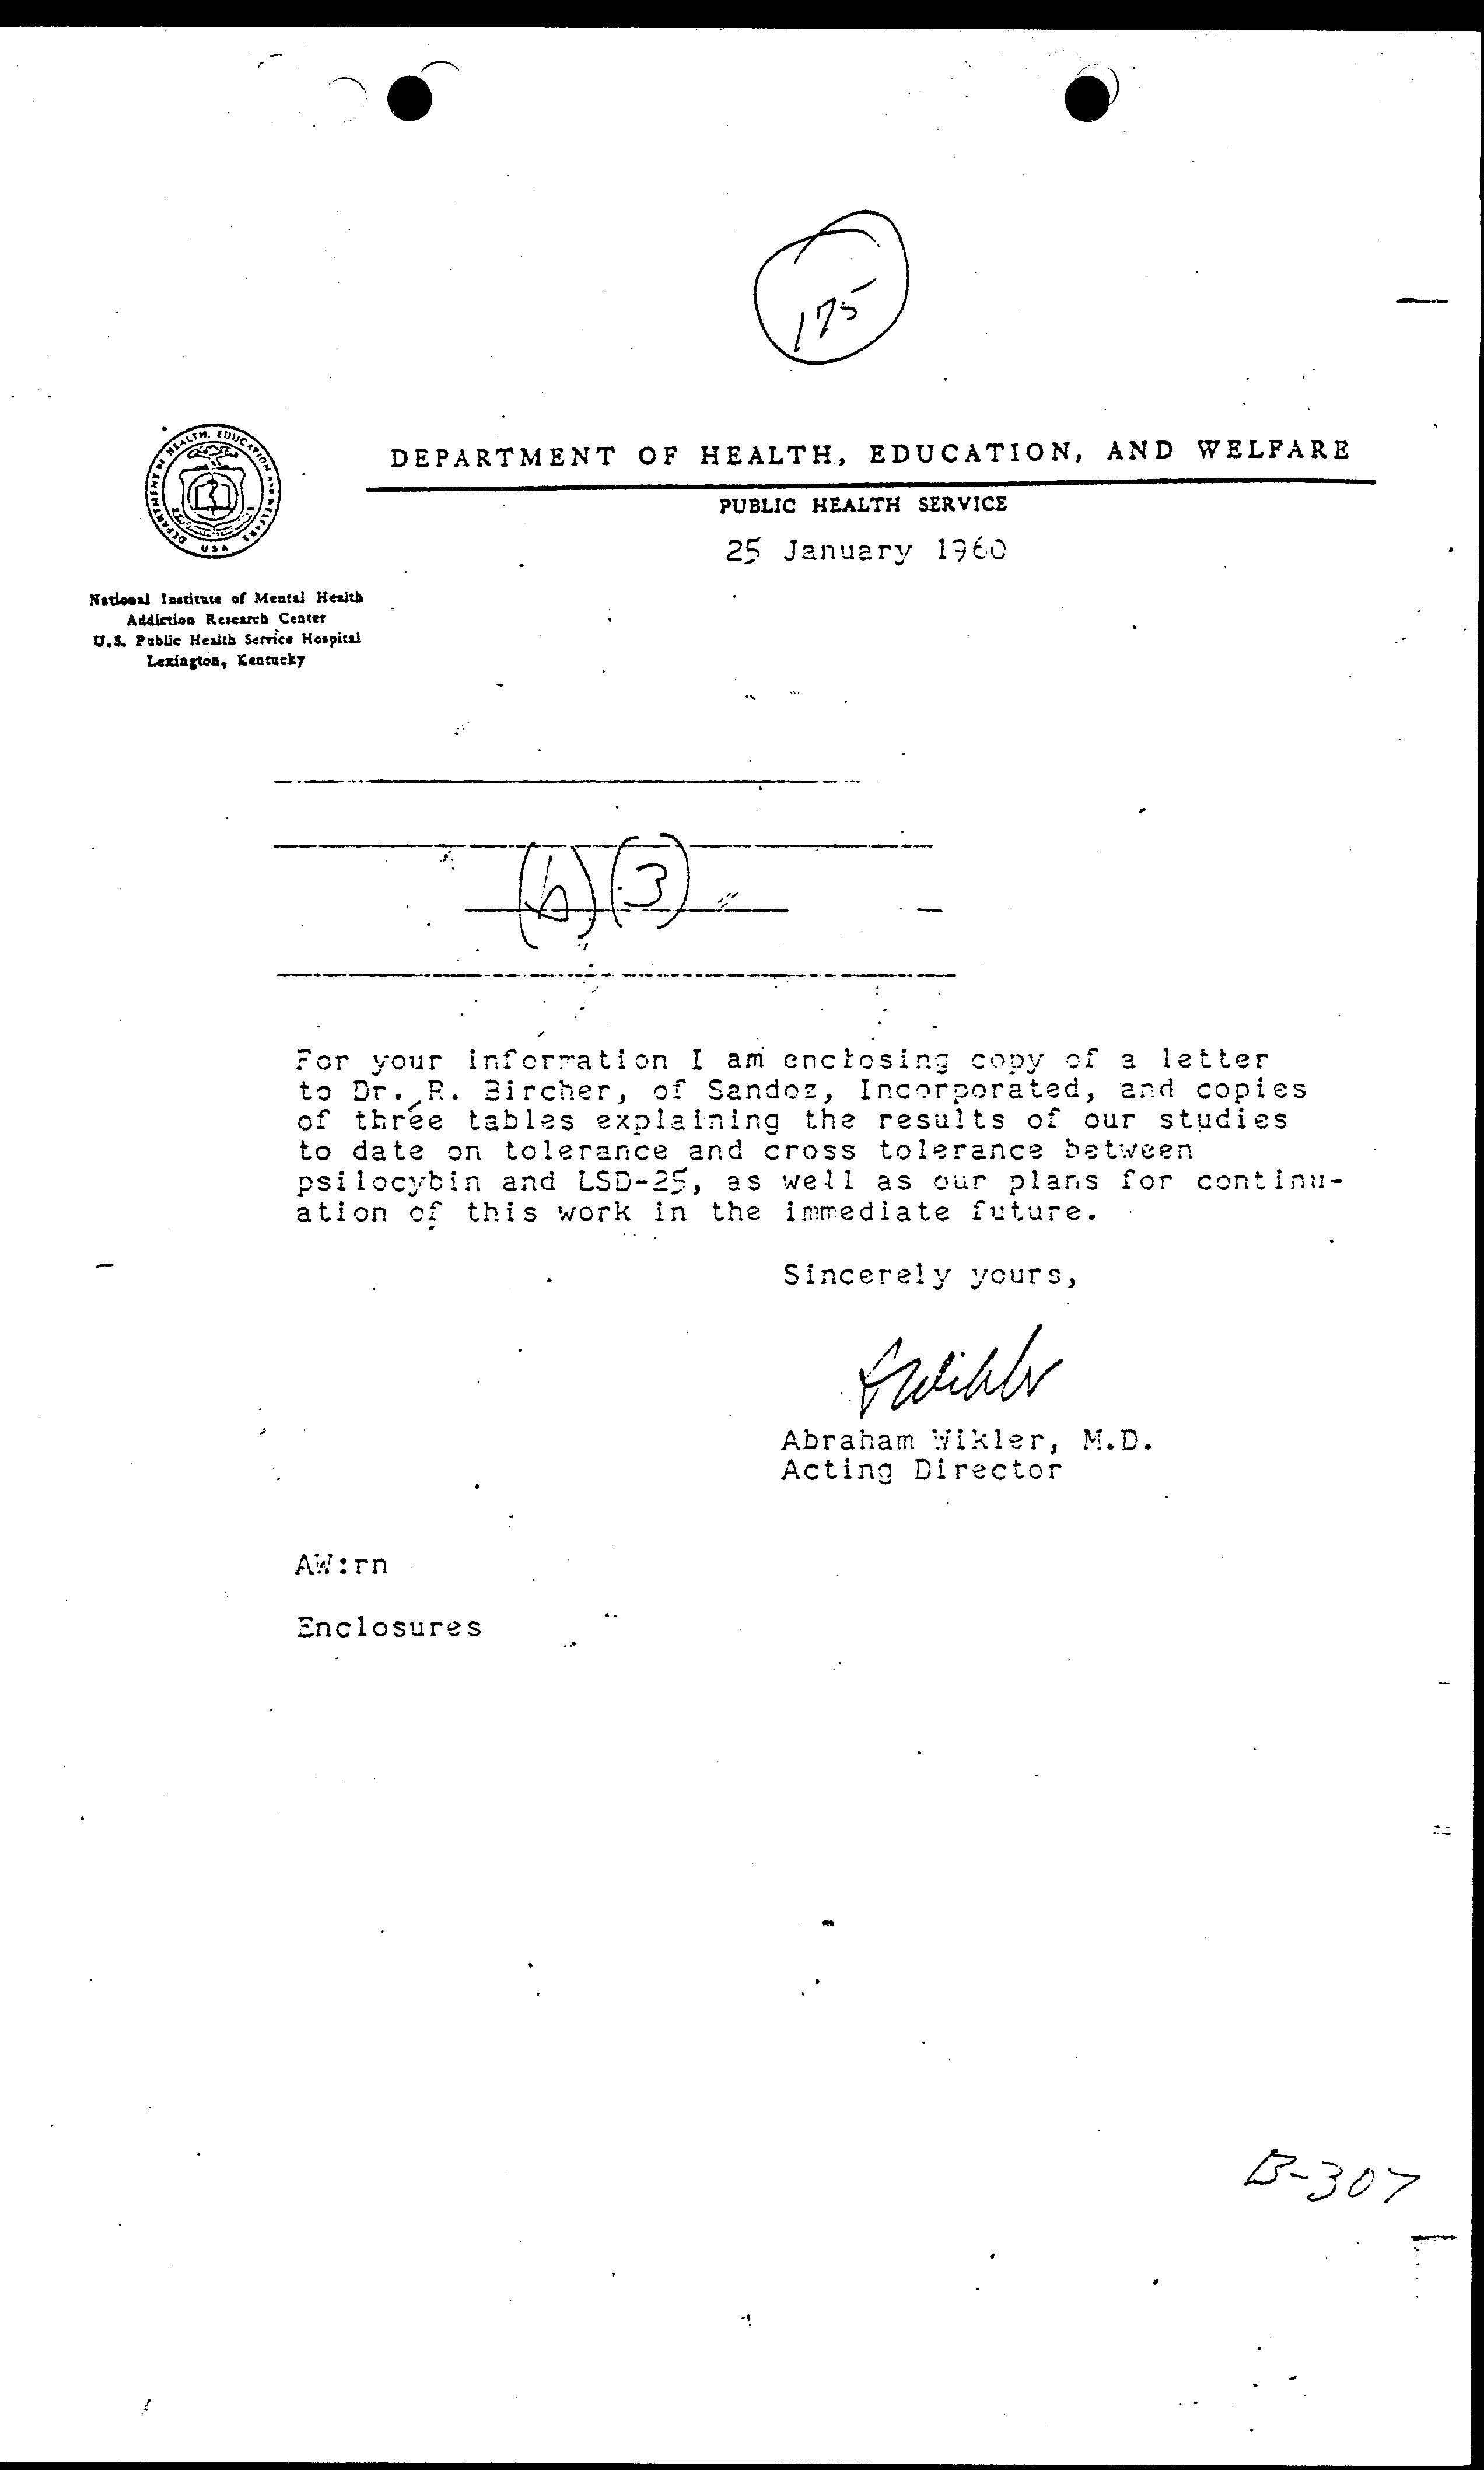 175
DEPARTMENT OF HEALTH, EDUCATION, AND WELFARE
USA
DEPARTMENT OF HEALTH, EDUCATION, AND WELFARE
PUBLIC HEALTH SERVICE
25 January 1960
National Institute of Mental Health
Addiction Research Center
U.S. Public Health Service Hospital
Lexington, Kentucky
(b)(3)
For your information I am enclosing copy of a letter
to Dr. R. Bircher, of Sandoz, Incorporated, and copies
of three tables explaining the results of our studies
to date on tolerance and cross tolerance between
psilocybin and LSD-25, as well as our plans for continu-
ation of this work in the immediate future.
Sincerely yours,
AWikler
Abraham Wikler, M.D.
Acting Director
AW:rn
Enclosures
B-307